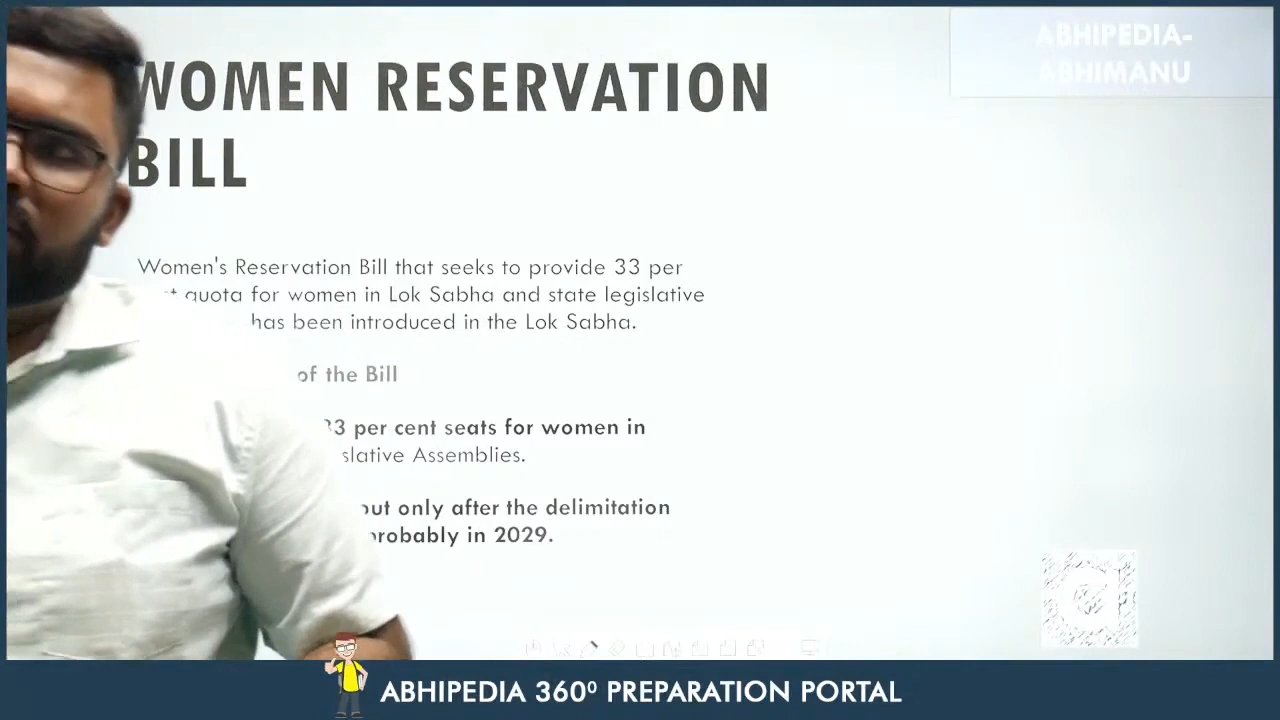 ABHIPEDIA-
ABHIMANU
WOMEN RESERVATION
BILL
Women's Reservation Bill that seeks to provide 33 per
quota for women in Lok Sabha and state legislative
has been introduced in the Lok Sabha.
of the Bill
33 per cent seats for women in
Assemblies.
but only after the delimitation
probably in 2029.
ABHIPEDIA 360⁰ PREPARATION PORTAL